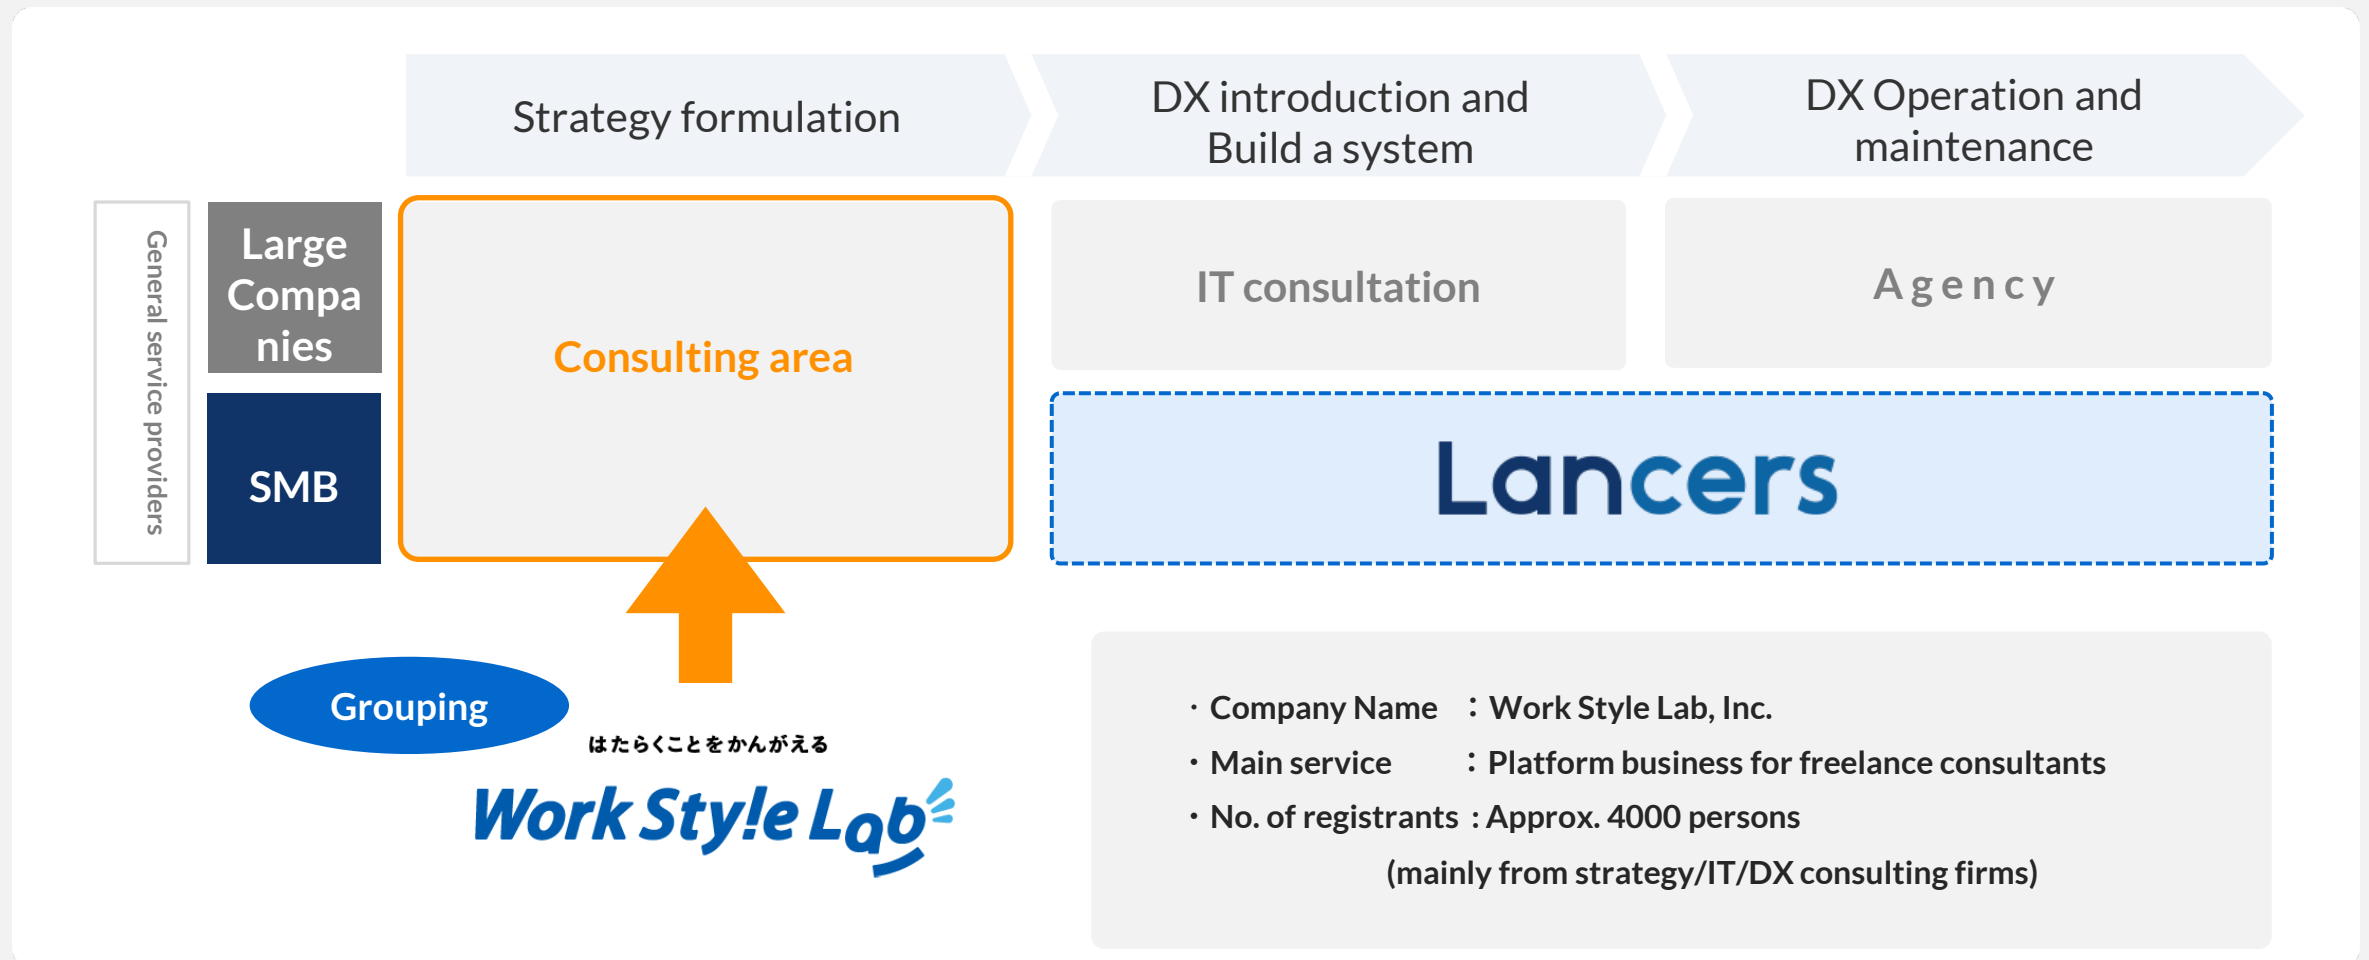 Strategy formulation
DX introduction and
Build a system
DX Operation and
maintenance
General service providers
Large
Compa
nies
Consulting area
IT consultation
Agency
SMB
Lancers
Grouping
はたらくことをかんがえる
Work Style Lab
・Company Name ：Work Style Lab, Inc.
・Main service ：Platform business for freelance consultants
・No. of registrants : Approx. 4000 persons
(mainly from strategy/IT/DX consulting firms)